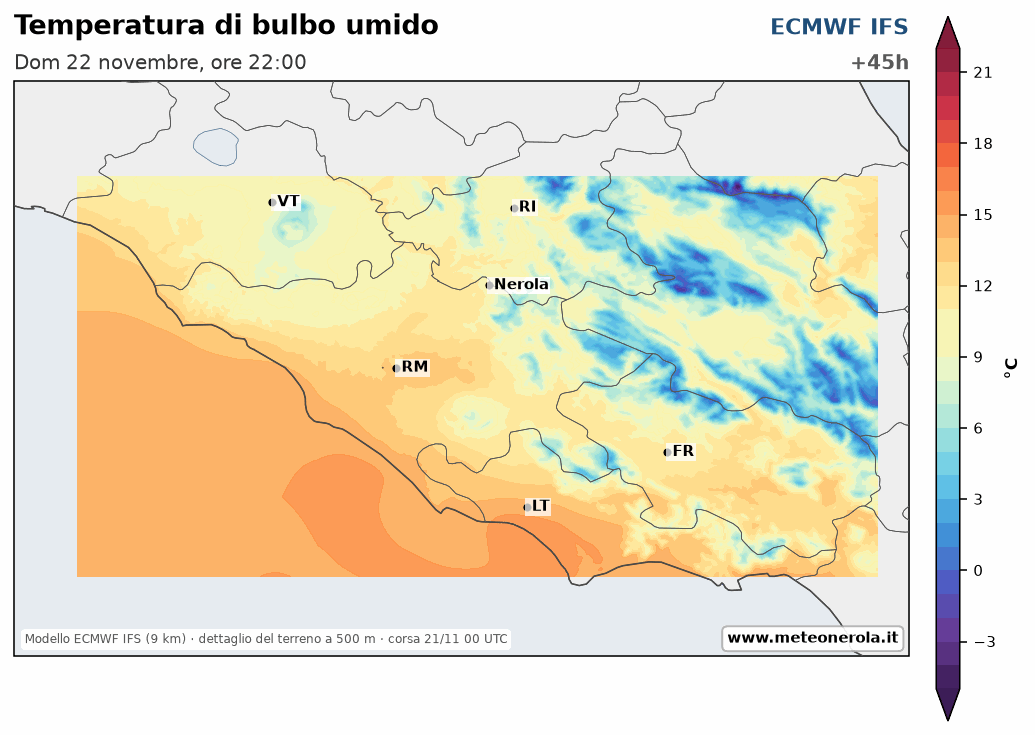 Temperatura di bulbo umido
ECMWF IFS
Dom 22 novembre, ore 22:00
+45h
VT
RI
Nerola
RM
FR
LT
21
18
15
12
9
6
3
0
−3
°C
Modello ECMWF IFS (9 km) · dettaglio del terreno a 500 m · corsa 21/11 00 UTC
www.meteonerola.it